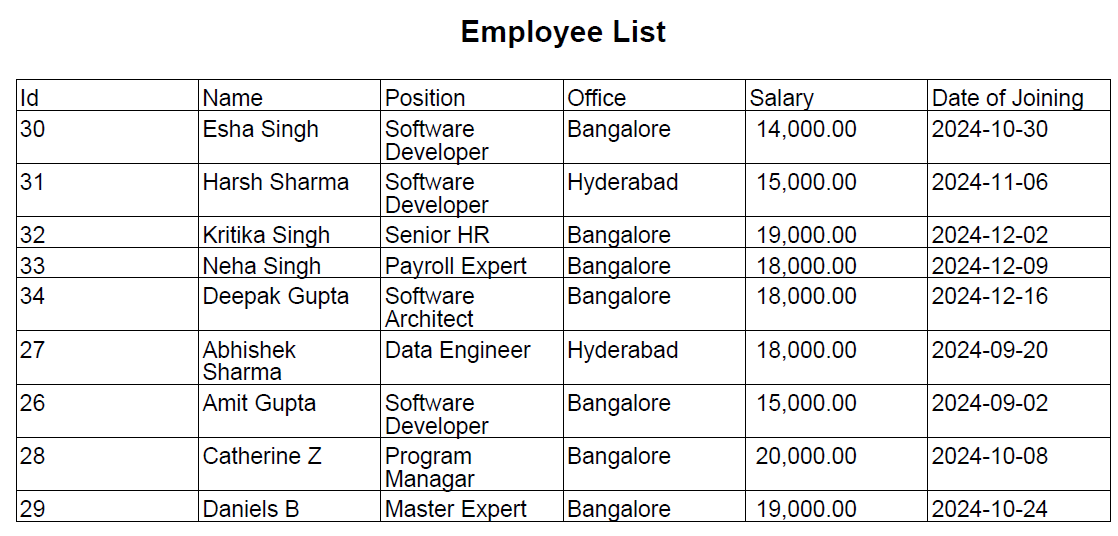 Employee List
Id Name Position Office Salary Date of Joining
30 Esha Singh Software Bangalore 14,000.00 2024-10-30
Developer
31 Harsh Sharma Software Hyderabad 15,000.00 2024-11-06
Developer
32 Kritika Singh Senior HR Bangalore 19,000.00 2024-12-02
33 Neha Singh Payroll Expert Bangalore 18,000.00 2024-12-09
34 Deepak Gupta Software Bangalore 18,000.00 2024-12-16
Architect
27 Abhishek Data Engineer Hyderabad 18,000.00 2024-09-20
Sharma
26 Amit Gupta Software Bangalore 15,000.00 2024-09-02
Developer
28 Catherine Z Program Bangalore 20,000.00 2024-10-08
Managar
29 Daniels B Master Expert Bangalore 19,000.00 2024-10-24